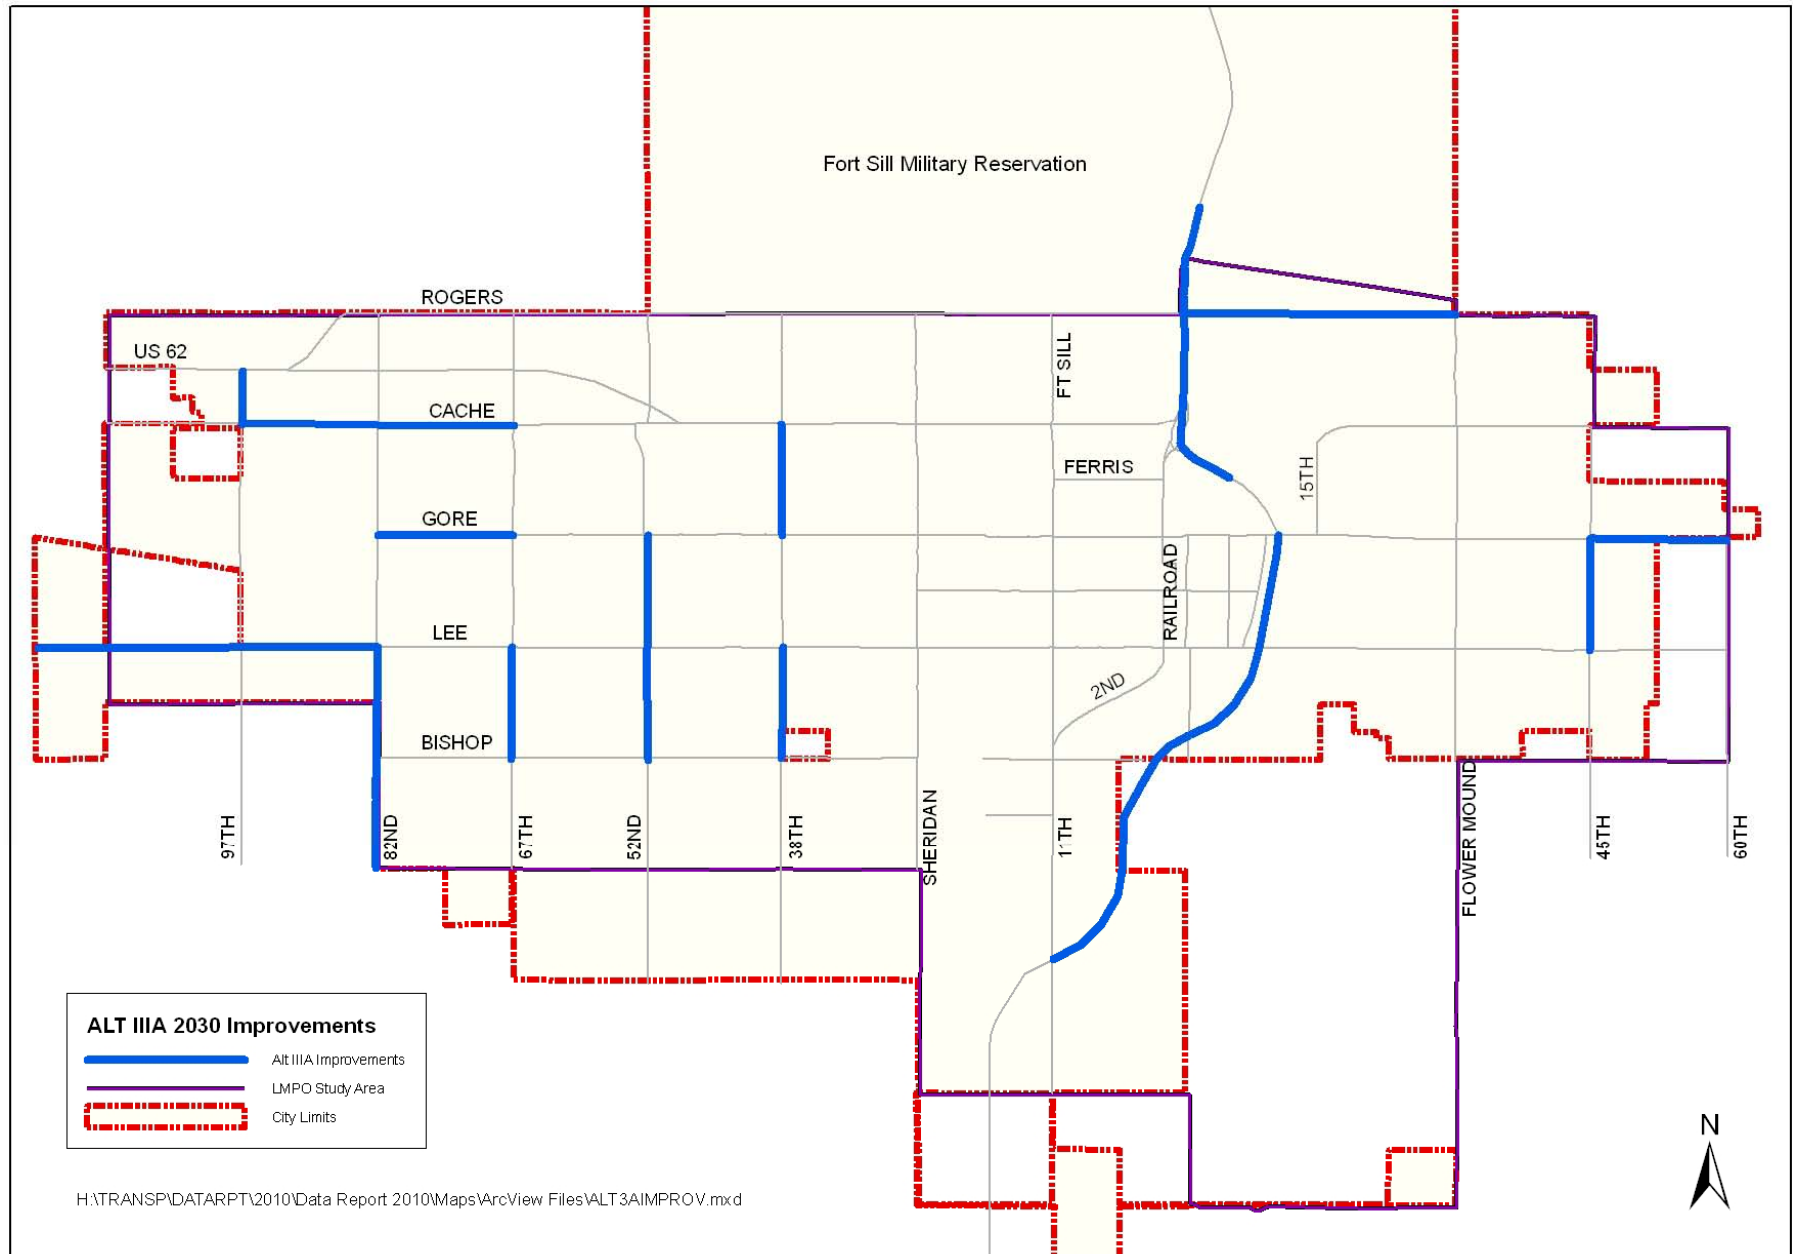 Fort Sill Military Reservation
ROGERS
US 62
FT SILL
CACHE
FERRIS
15TH
GORE
RAILROAD
LEE
2ND
BISHOP
97TH
82ND
67TH
52ND
38TH
SHERIDAN
11TH
FLOWER MOUND
45TH
60TH
ALT IIIA 2030 Improvements
Alt IIIA Improvements
LMPO Study Area
City Limits
N
H:\TRANSP\DATARPT\2010\Data Report 2010\Maps\ArcView Files\ALT3AIMPROV.mxd